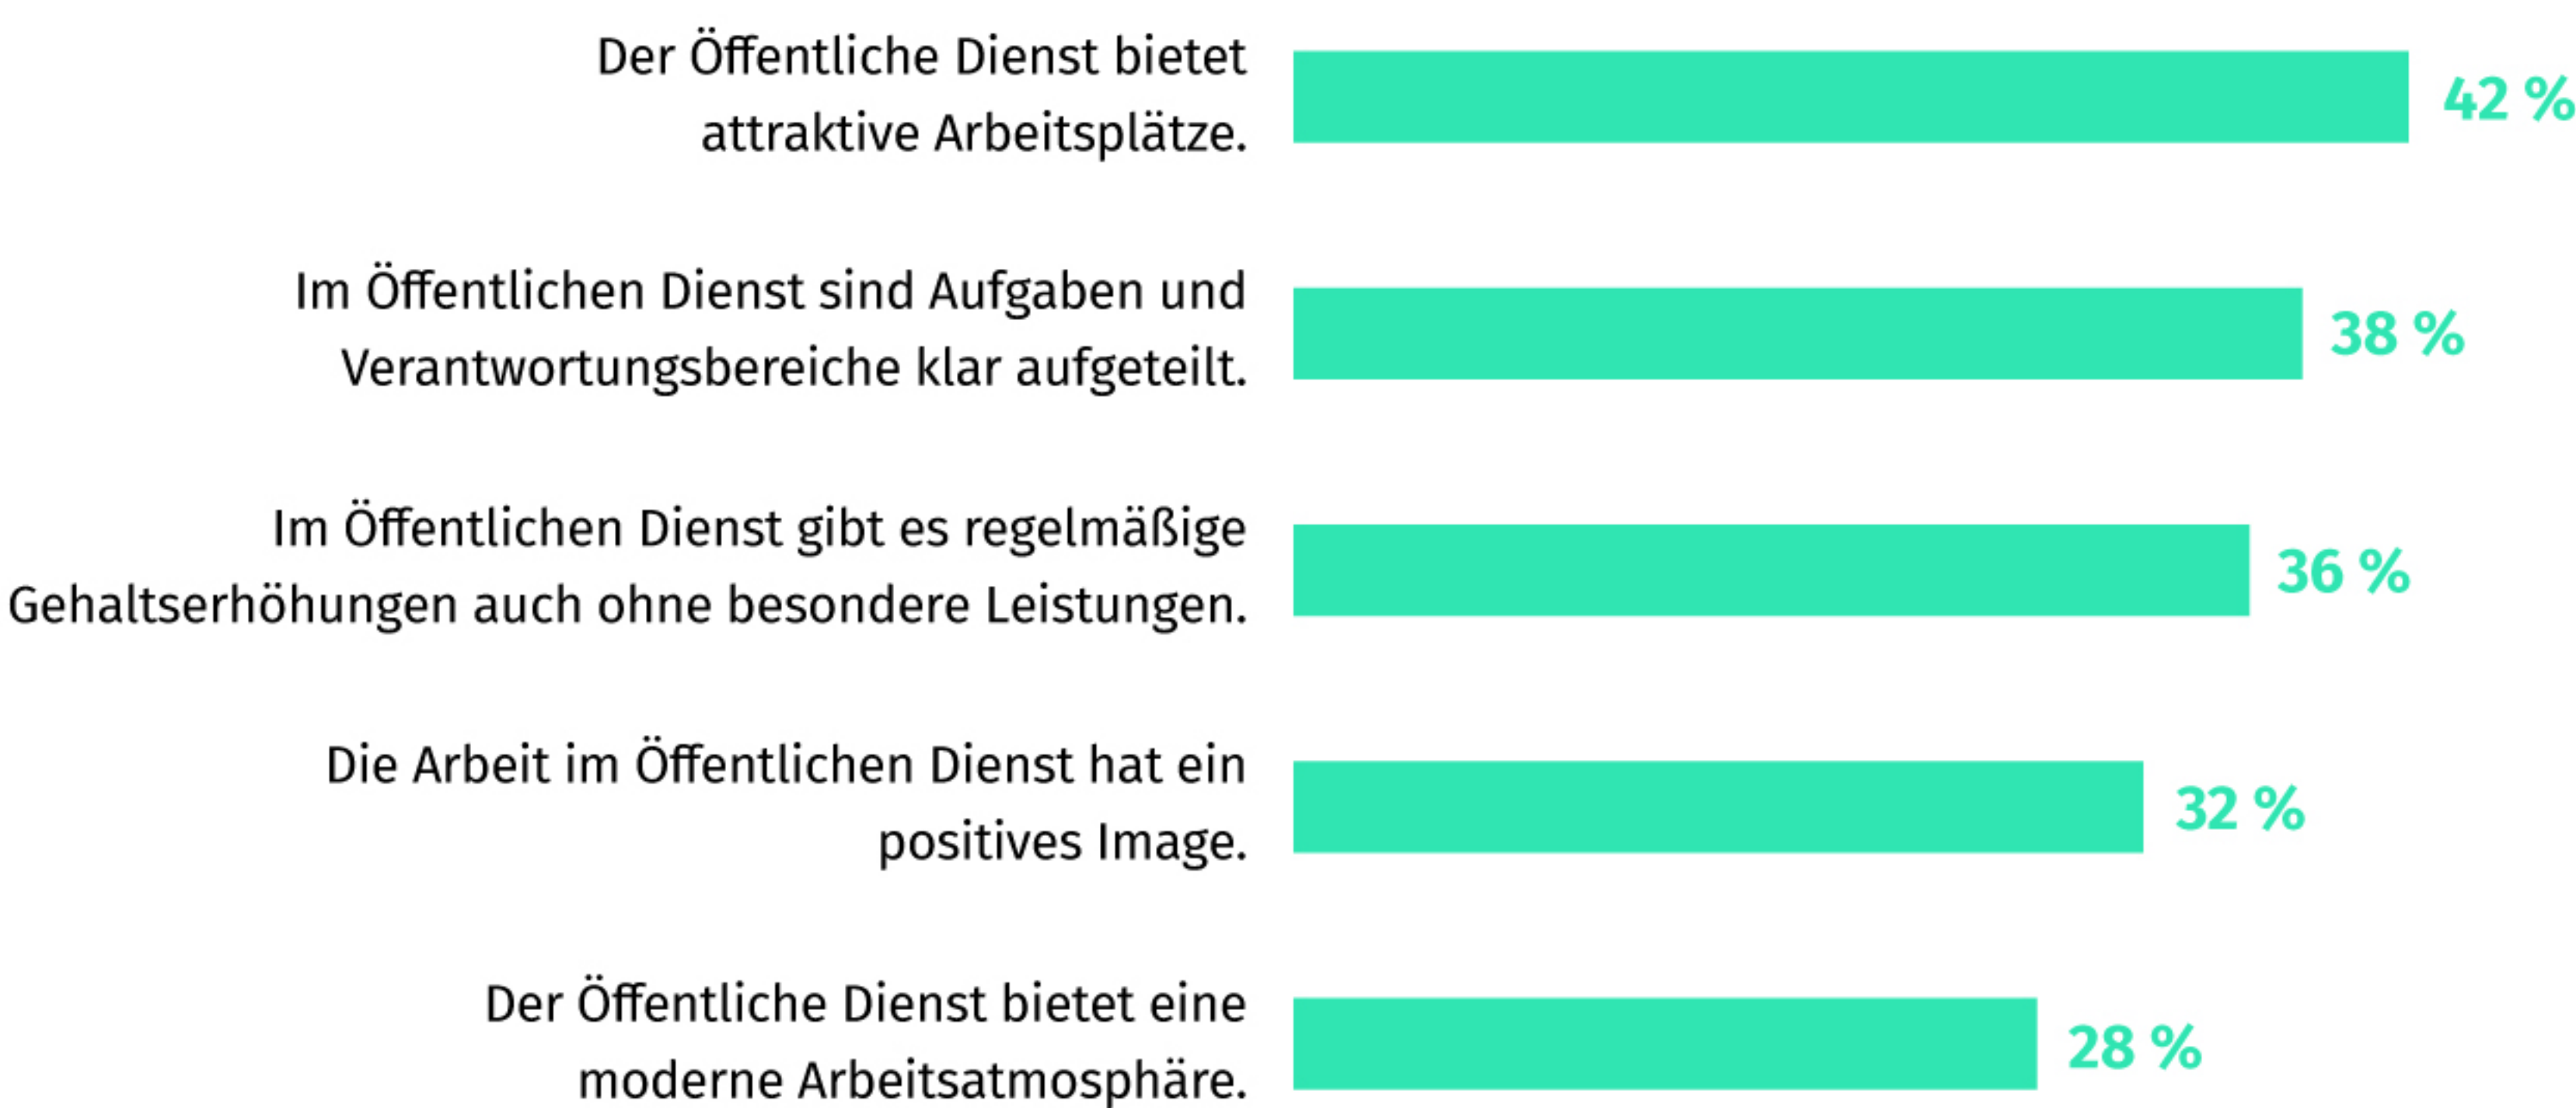 Der Öffentliche Dienst bietet
attraktive Arbeitsplätze.
42 %
Im Öffentlichen Dienst sind Aufgaben und
Verantwortungsbereiche klar aufgeteilt.
38 %
Im Öffentlichen Dienst gibt es regelmäßige
Gehaltserhöhungen auch ohne besondere Leistungen.
36 %
Die Arbeit im Öffentlichen Dienst hat ein
positives Image.
32 %
Der Öffentliche Dienst bietet eine
moderne Arbeitsatmosphäre.
28 %